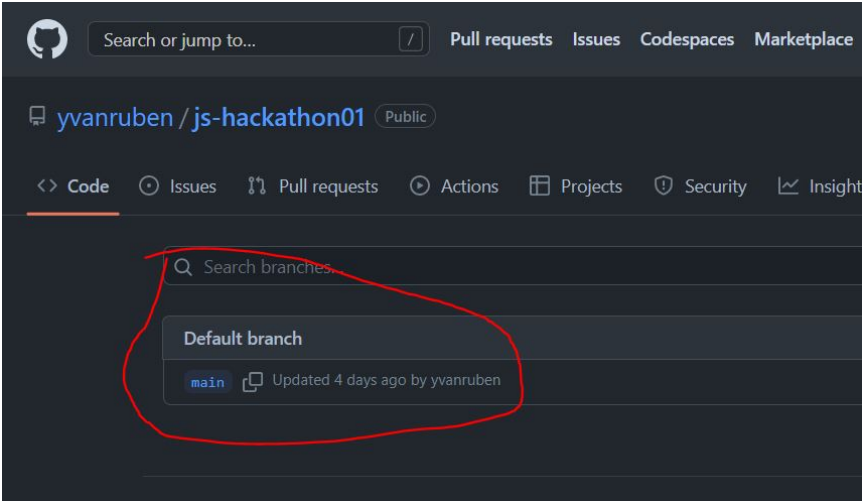 Search or jump to... / Pull requests Issues Codespaces Marketplace
yvanruben / js-hackathon01 Public
<> Code Issues Pull requests Actions Projects Security Insight
Search branches...
Default branch
main Updated 4 days ago by yvanruben